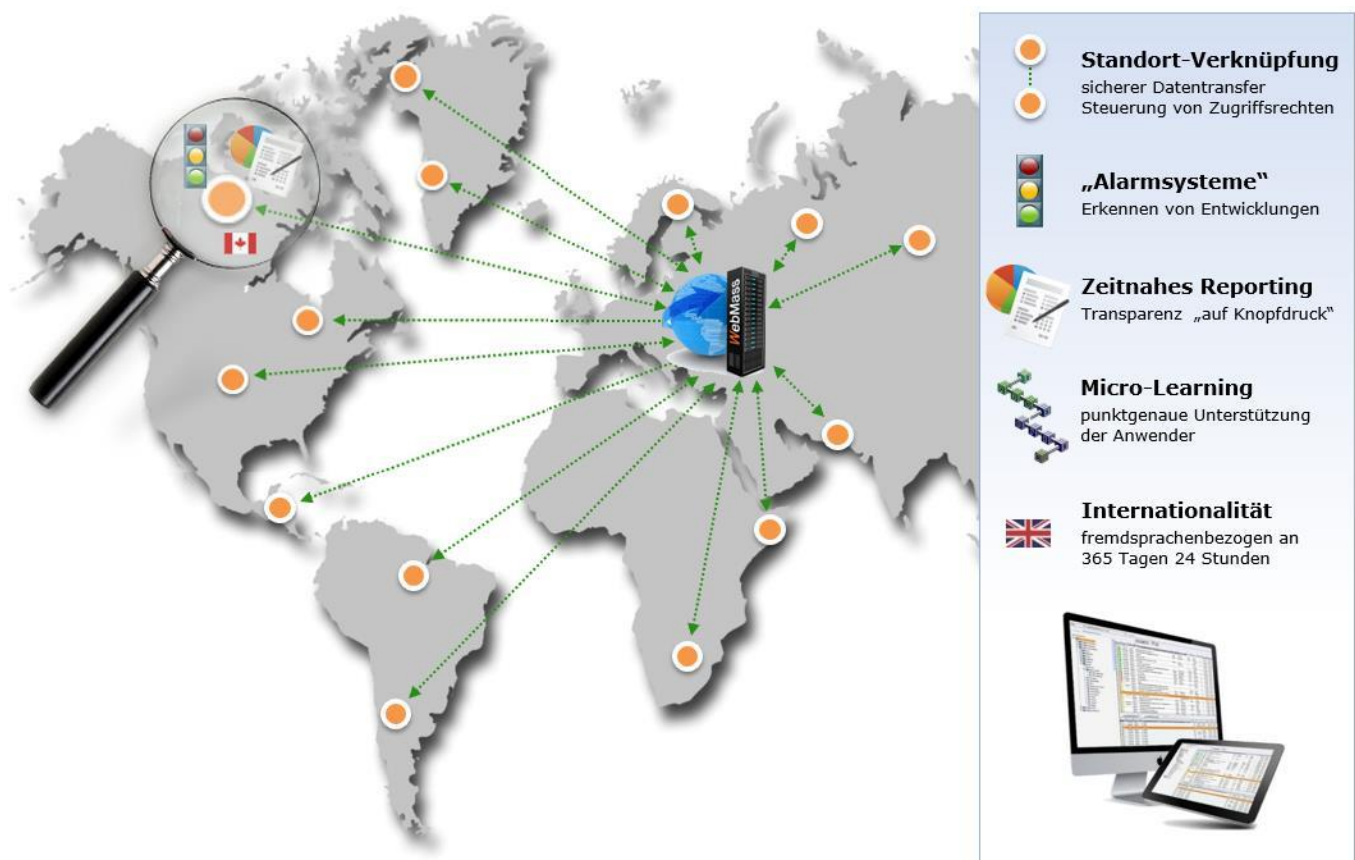 WebMass
Standort-Verknüpfung
sicherer Datentransfer
Steuerung von Zugriffsrechten
„Alarmsysteme“
Erkennen von Entwicklungen
Zeitnahes Reporting
Transparenz „auf Knopfdruck“
Micro-Learning
punktgenaue Unterstützung
der Anwender
Internationalität
fremdsprachenbezogen an
365 Tagen 24 Stunden